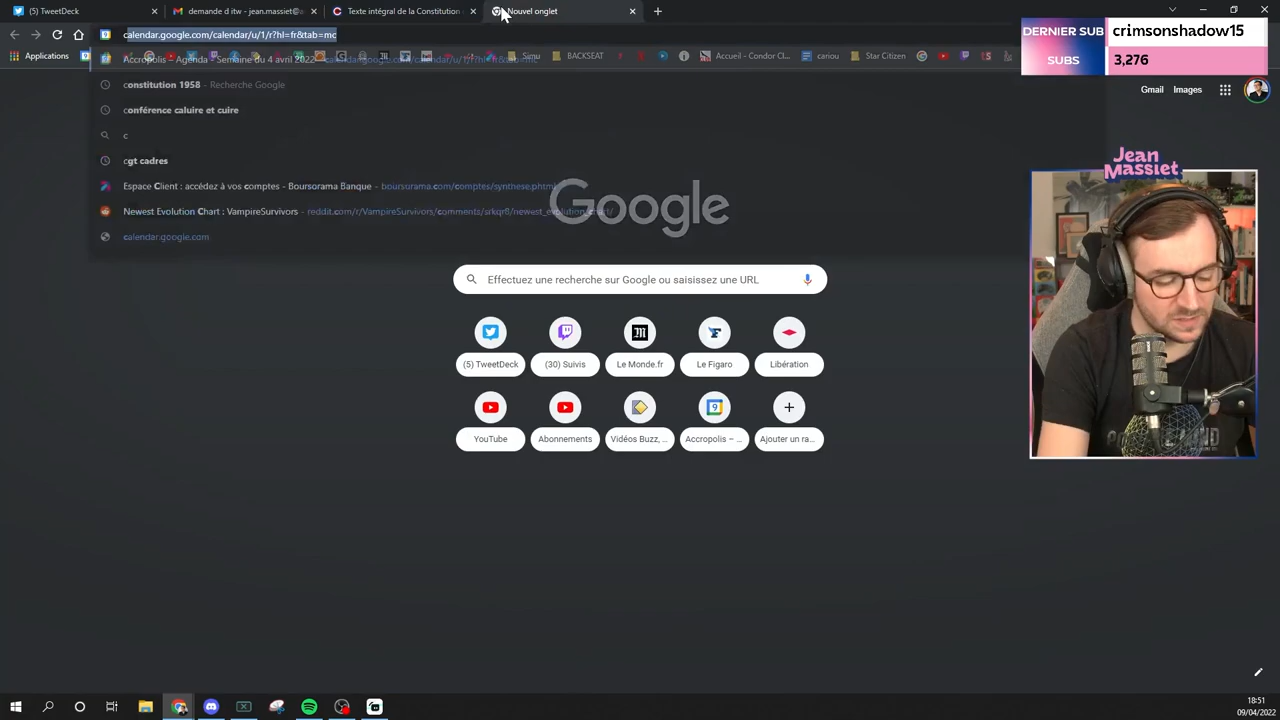 (5) TweetDeck
demande d itw - jean.massiet@e
Texte intégral de la Constitution
Nouvel onglet
calendar.google.com/calendar/u/1/r?hl=fr&tab=mc
DERNIER SUB
crimsonshadow15
SUBS
3,276
Applications
Simu
BACKSEAT
Accueil - Condor Cl...
cariou
Star Citizen
Accropolis - Agenda - Semaine du 4 avril 2022
constitution 1958 - Recherche Google
conférence caluire et cuire
c
cgt cadres
Espace Client : accédez à vos comptes - Boursorama Banque - boursorama.com/comptes/synthese.phtml
Newest Evolution Chart : VampireSurvivors - reddit.com/r/VampireSurvivors/comments/srkqr8/newest_evolution_chart/
calendar.google.com
Gmail
Images
Google
Jean
Massiet
Effectuez une recherche sur Google ou saisissez une URL
(5) TweetDeck
(30) Suivis
Le Monde.fr
Le Figaro
Libération
YouTube
Abonnements
Vidéos Buzz, ...
Accropolis – ...
Ajouter un ra...
18:51
09/04/2022